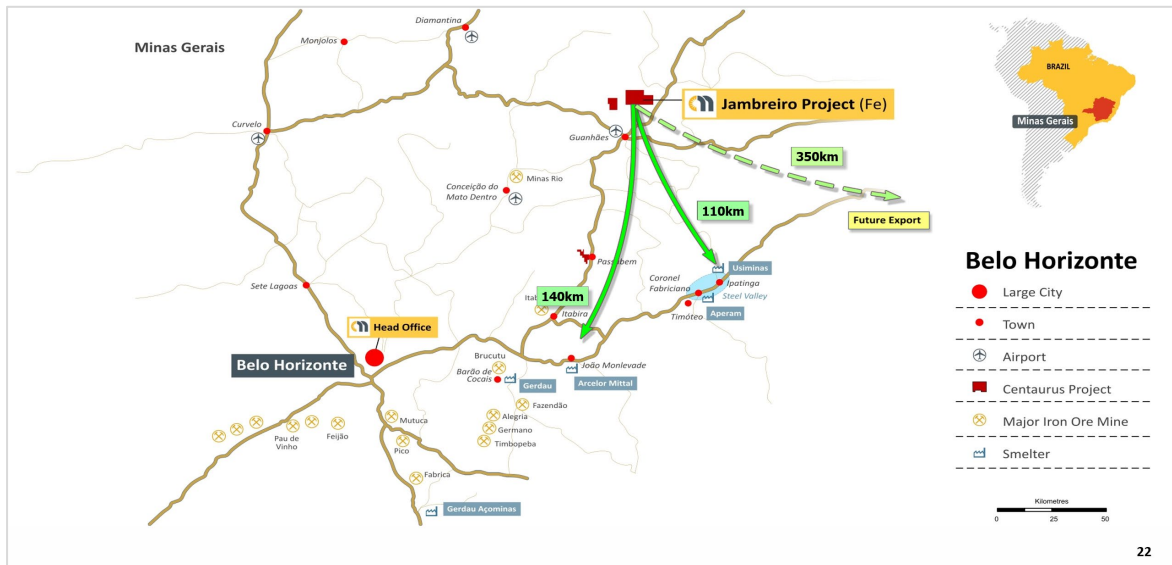 Minas Gerais
Diamantina
Monjolos
Curvelo
Jambreiro Project (Fe)
Guanhães
350km
Minas Rio
Conceição do
Mato Dentro
110km
Future Export
Passabem
Usiminas
Ipatinga
Coronel
Fabriciano
Steel Valley
Timóteo
Aperam
Sete Lagoas
140km
Itab
Itabira
Head Office
Belo Horizonte
Brucutu
Barão de
Cocais
Gerdau
João Monlevade
Arcelor Mittal
Fazendão
Alegria
Germano
Timbopeba
Mutuca
Pico
Pau de
Vinho
Feijão
Fabrica
Gerdau Açominas
BRAZIL
Minas Gerais
Belo Horizonte
Large City
Town
Airport
Centaurus Project
Major Iron Ore Mine
Smelter
Kilometres
0 25 50
22